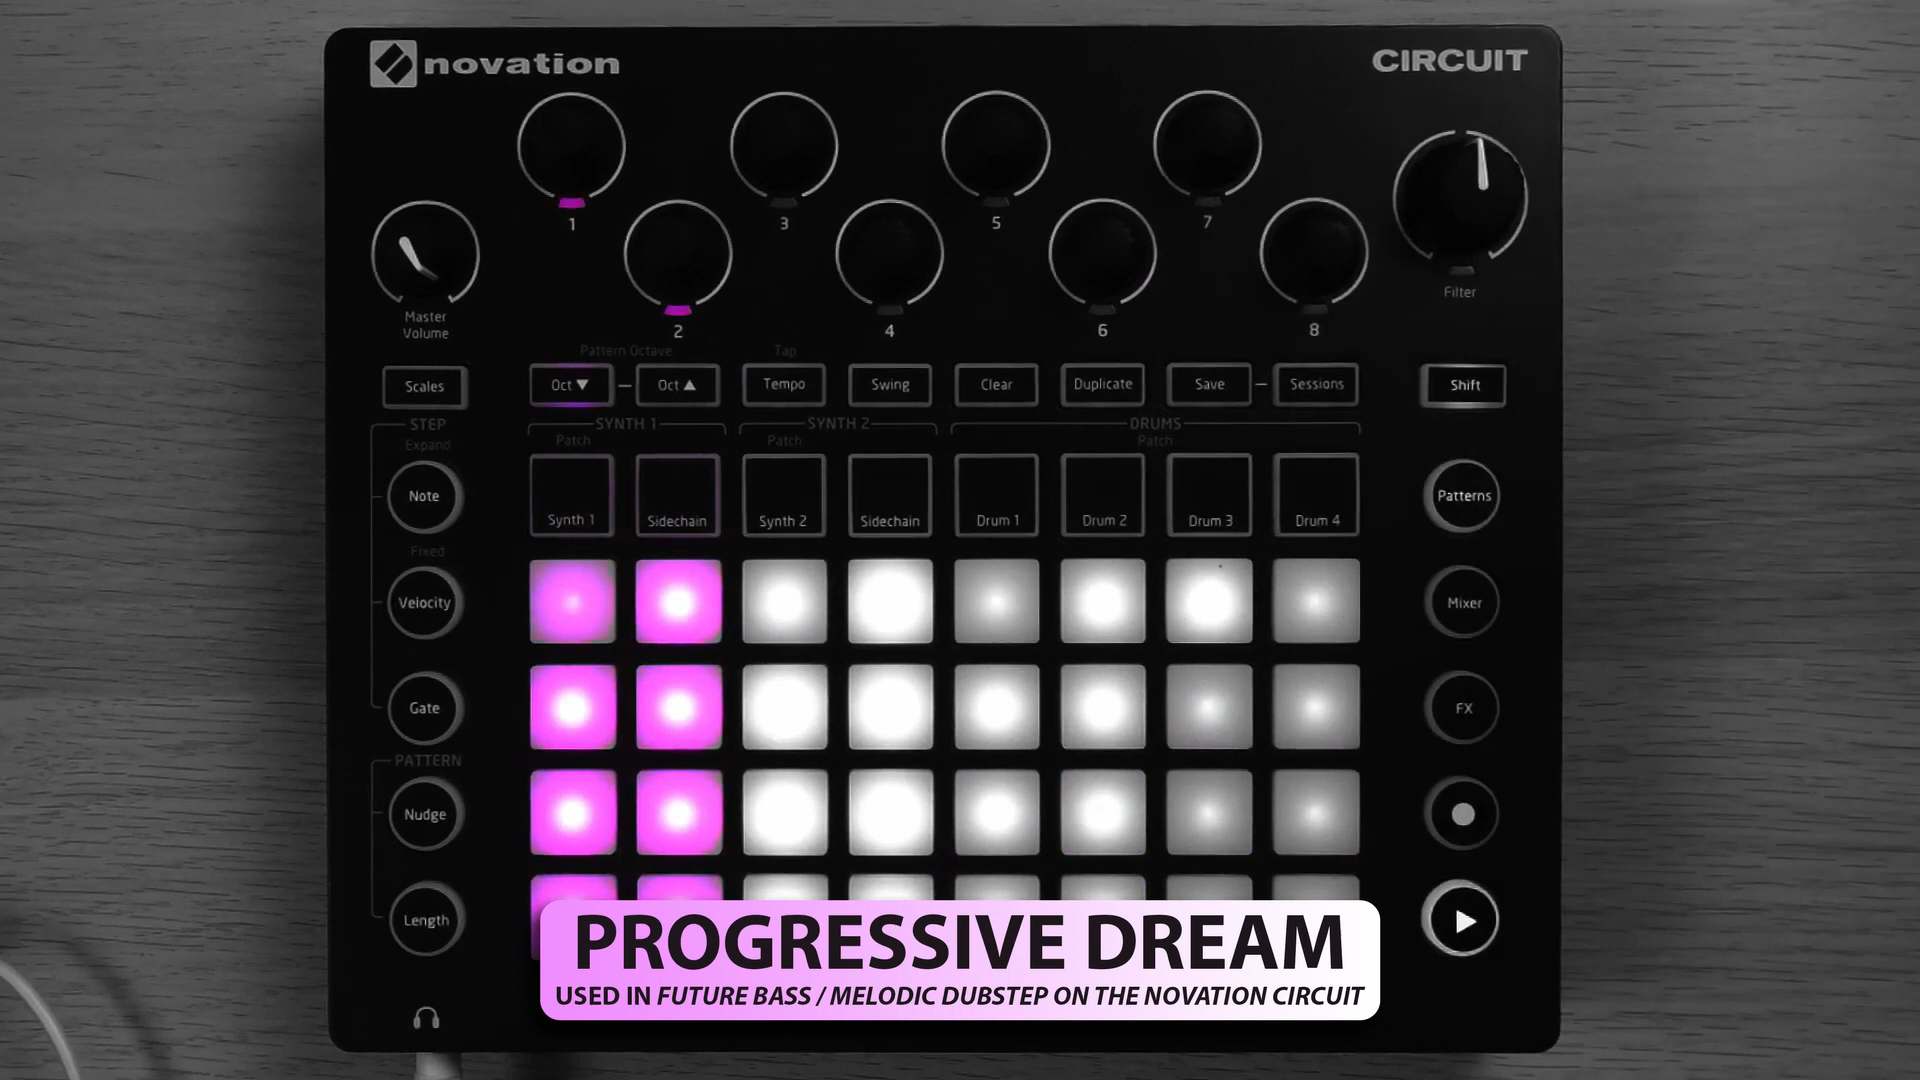 novation
CIRCUIT
1
3
5
7
2
4
6
8
Filter
Master
Volume
Pattern Octave
Tap
Scales
Oct ▼
Oct ▲
Tempo
Swing
Clear
Duplicate
Save
Sessions
Shift
STEP
SYNTH 1
SYNTH 2
DRUMS
Expand
Patch
Patch
Patch
Note
Synth 1
Sidechain
Synth 2
Sidechain
Drum 1
Drum 2
Drum 3
Drum 4
Patterns
Fixed
Velocity
Mixer
Gate
FX
PATTERN
Nudge
Length
PROGRESSIVE DREAM
USED IN FUTURE BASS / MELODIC DUBSTEP ON THE NOVATION CIRCUIT